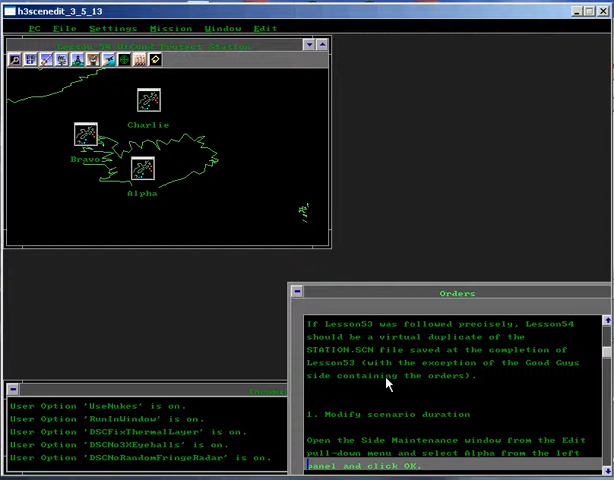 h3scenedit_3_5_13
PC File Settings Mission Window Edit
Charlie
Bravo
Alpha
Orders
If Lesson53 was followed precisely, Lesson54
should be a virtual duplicate of the
STATION.SCN file saved at the completion of
Lesson53 (with the exception of the Good Guys
side containing the orders).
1. Modify scenario duration
Open the Side Maintenance window from the Edit
pull-down menu and select Alpha from the left
panel and click OK.
User Option 'UseNukes' is on.
User Option 'RunInWindow' is on.
User Option 'DSCFixThermalLayer' is on.
User Option 'DSCNo3XEyeballs' is on.
User Option 'DSCNoRandomFringeRadar' is on.